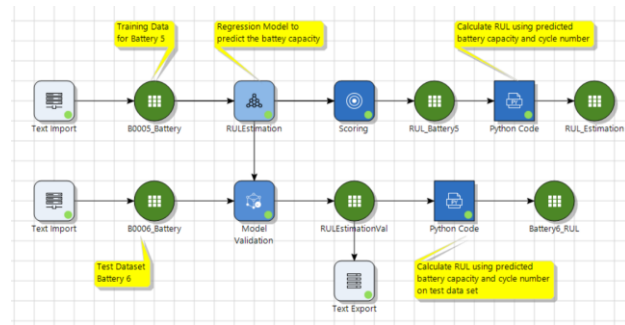 Training Data
for Battery 5
Regression Model to
predict the battey capacity
Calculate RUL using predicted
battery capacity and cycle number
Text Import
B0005_Battery
RULEstimation
Scoring
RUL_Battery5
Python Code
RUL_Estimation
Text Import
B0006_Battery
Model
Validation
RULEstimationVal
Python Code
Battery6_RUL
Test Dataset
Battery 6
Calculate RUL using predicted
battery capacity and cycle number
on test data set
Text Export